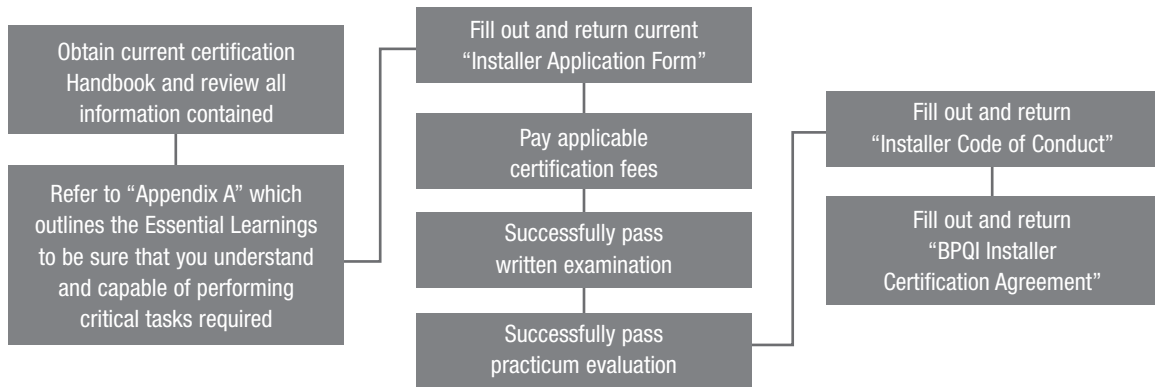 Obtain current certification
Handbook and review all
information contained
Refer to “Appendix A” which
outlines the Essential Learnings
to be sure that you understand
and capable of performing
critical tasks required
Fill out and return current
“Installer Application Form”
Pay applicable
certification fees
Successfully pass
written examination
Successfully pass
practicum evaluation
Fill out and return
“Installer Code of Conduct”
Fill out and return
“BPQI Installer
Certification Agreement”